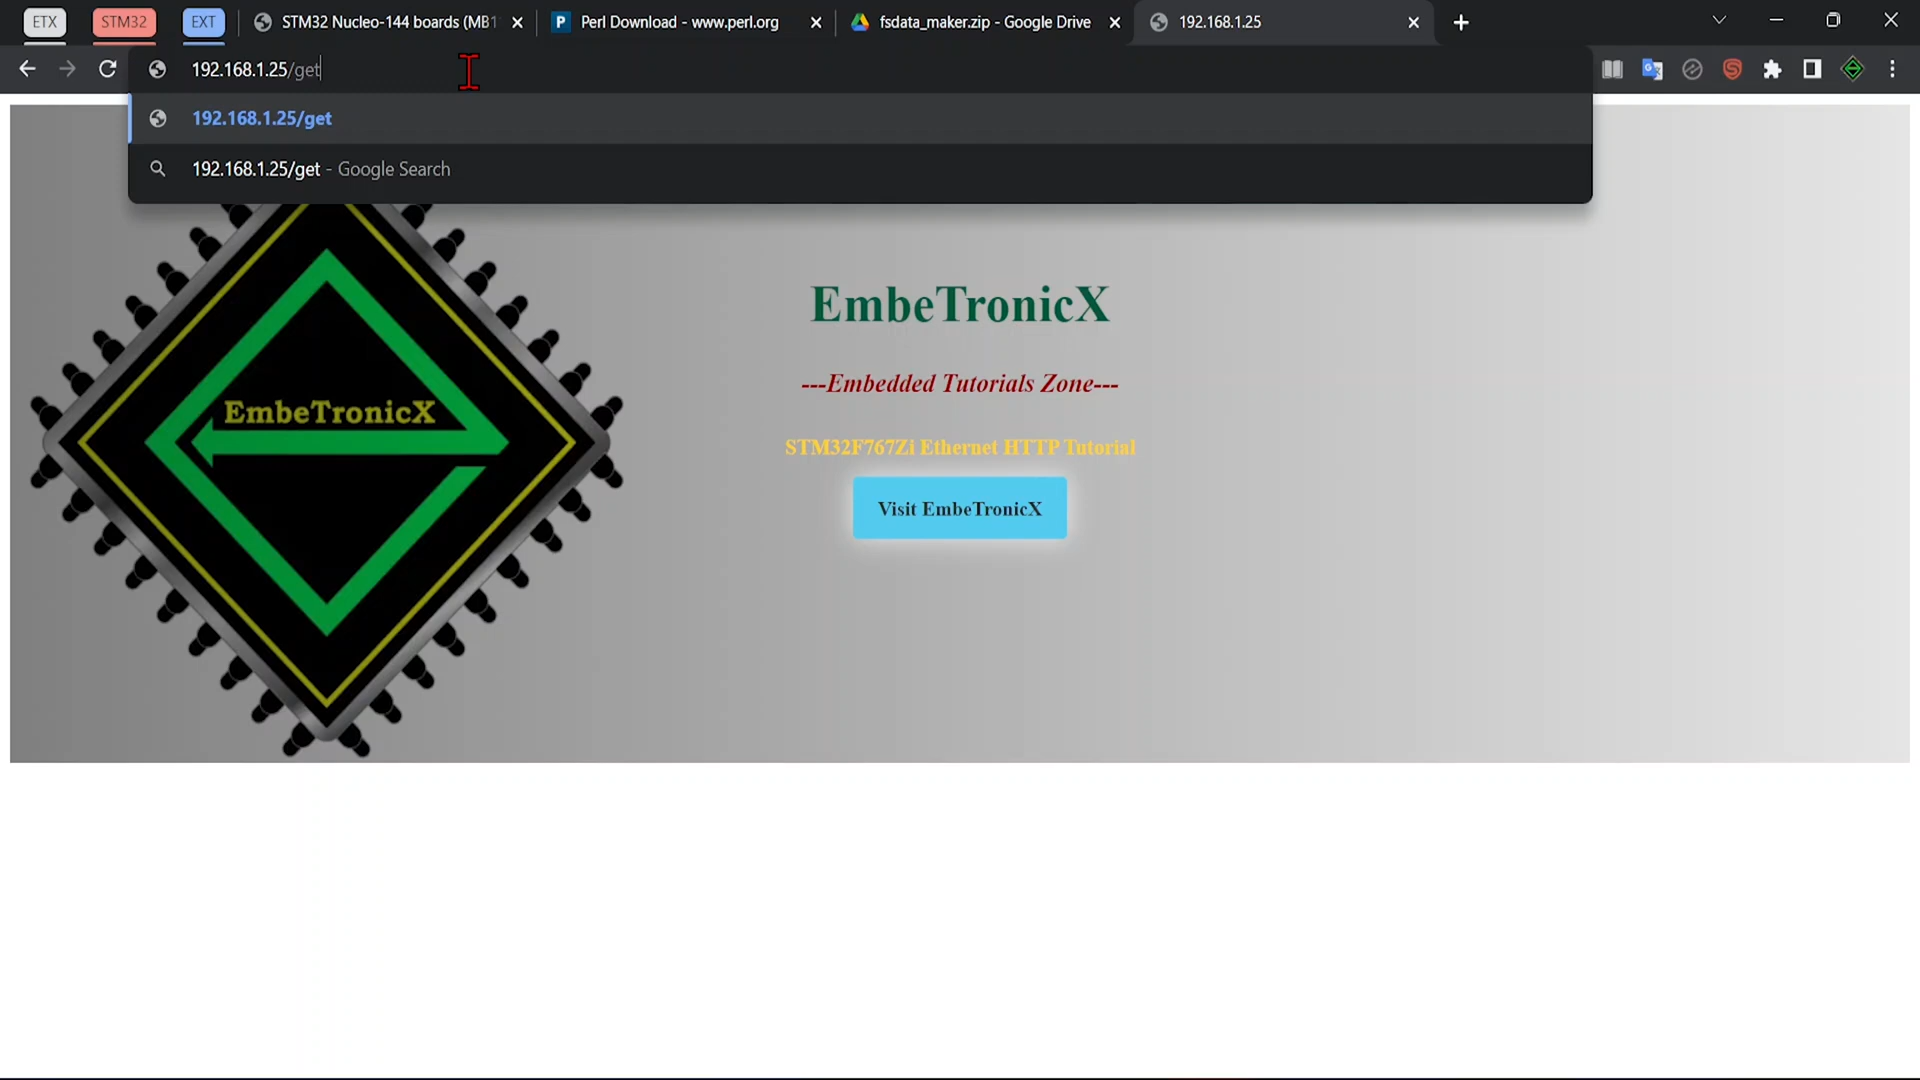 ETX STM32 EXT STM32 Nucleo-144 boards (MB1 Perl Download - www.perl.org fsdata_maker.zip - Google Drive 192.168.1.25
192.168.1.25/get
192.168.1.25/get
192.168.1.25/get - Google Search
EmbeTronicX
EmbeTronicX
---Embedded Tutorials Zone---
STM32F767Zi Ethernet HTTP Tutorial
Visit EmbeTronicX